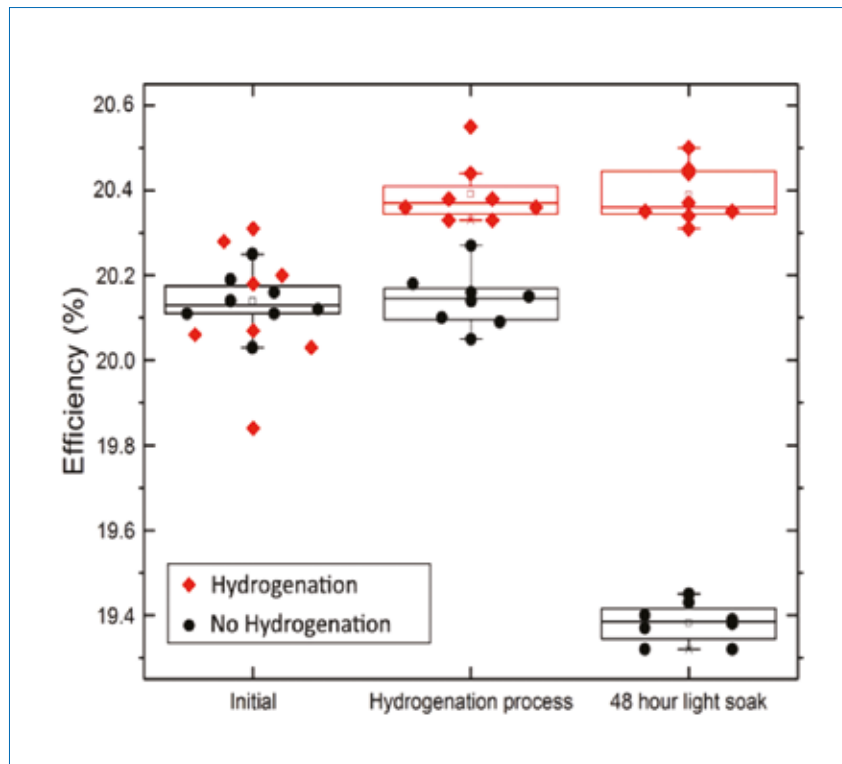 Efficiency (%)
20.6
20.4
20.2
20.0
19.8
19.6
19.4
Hydrogenation
No Hydrogenation
Initial
Hydrogenation process
48 hour light soak